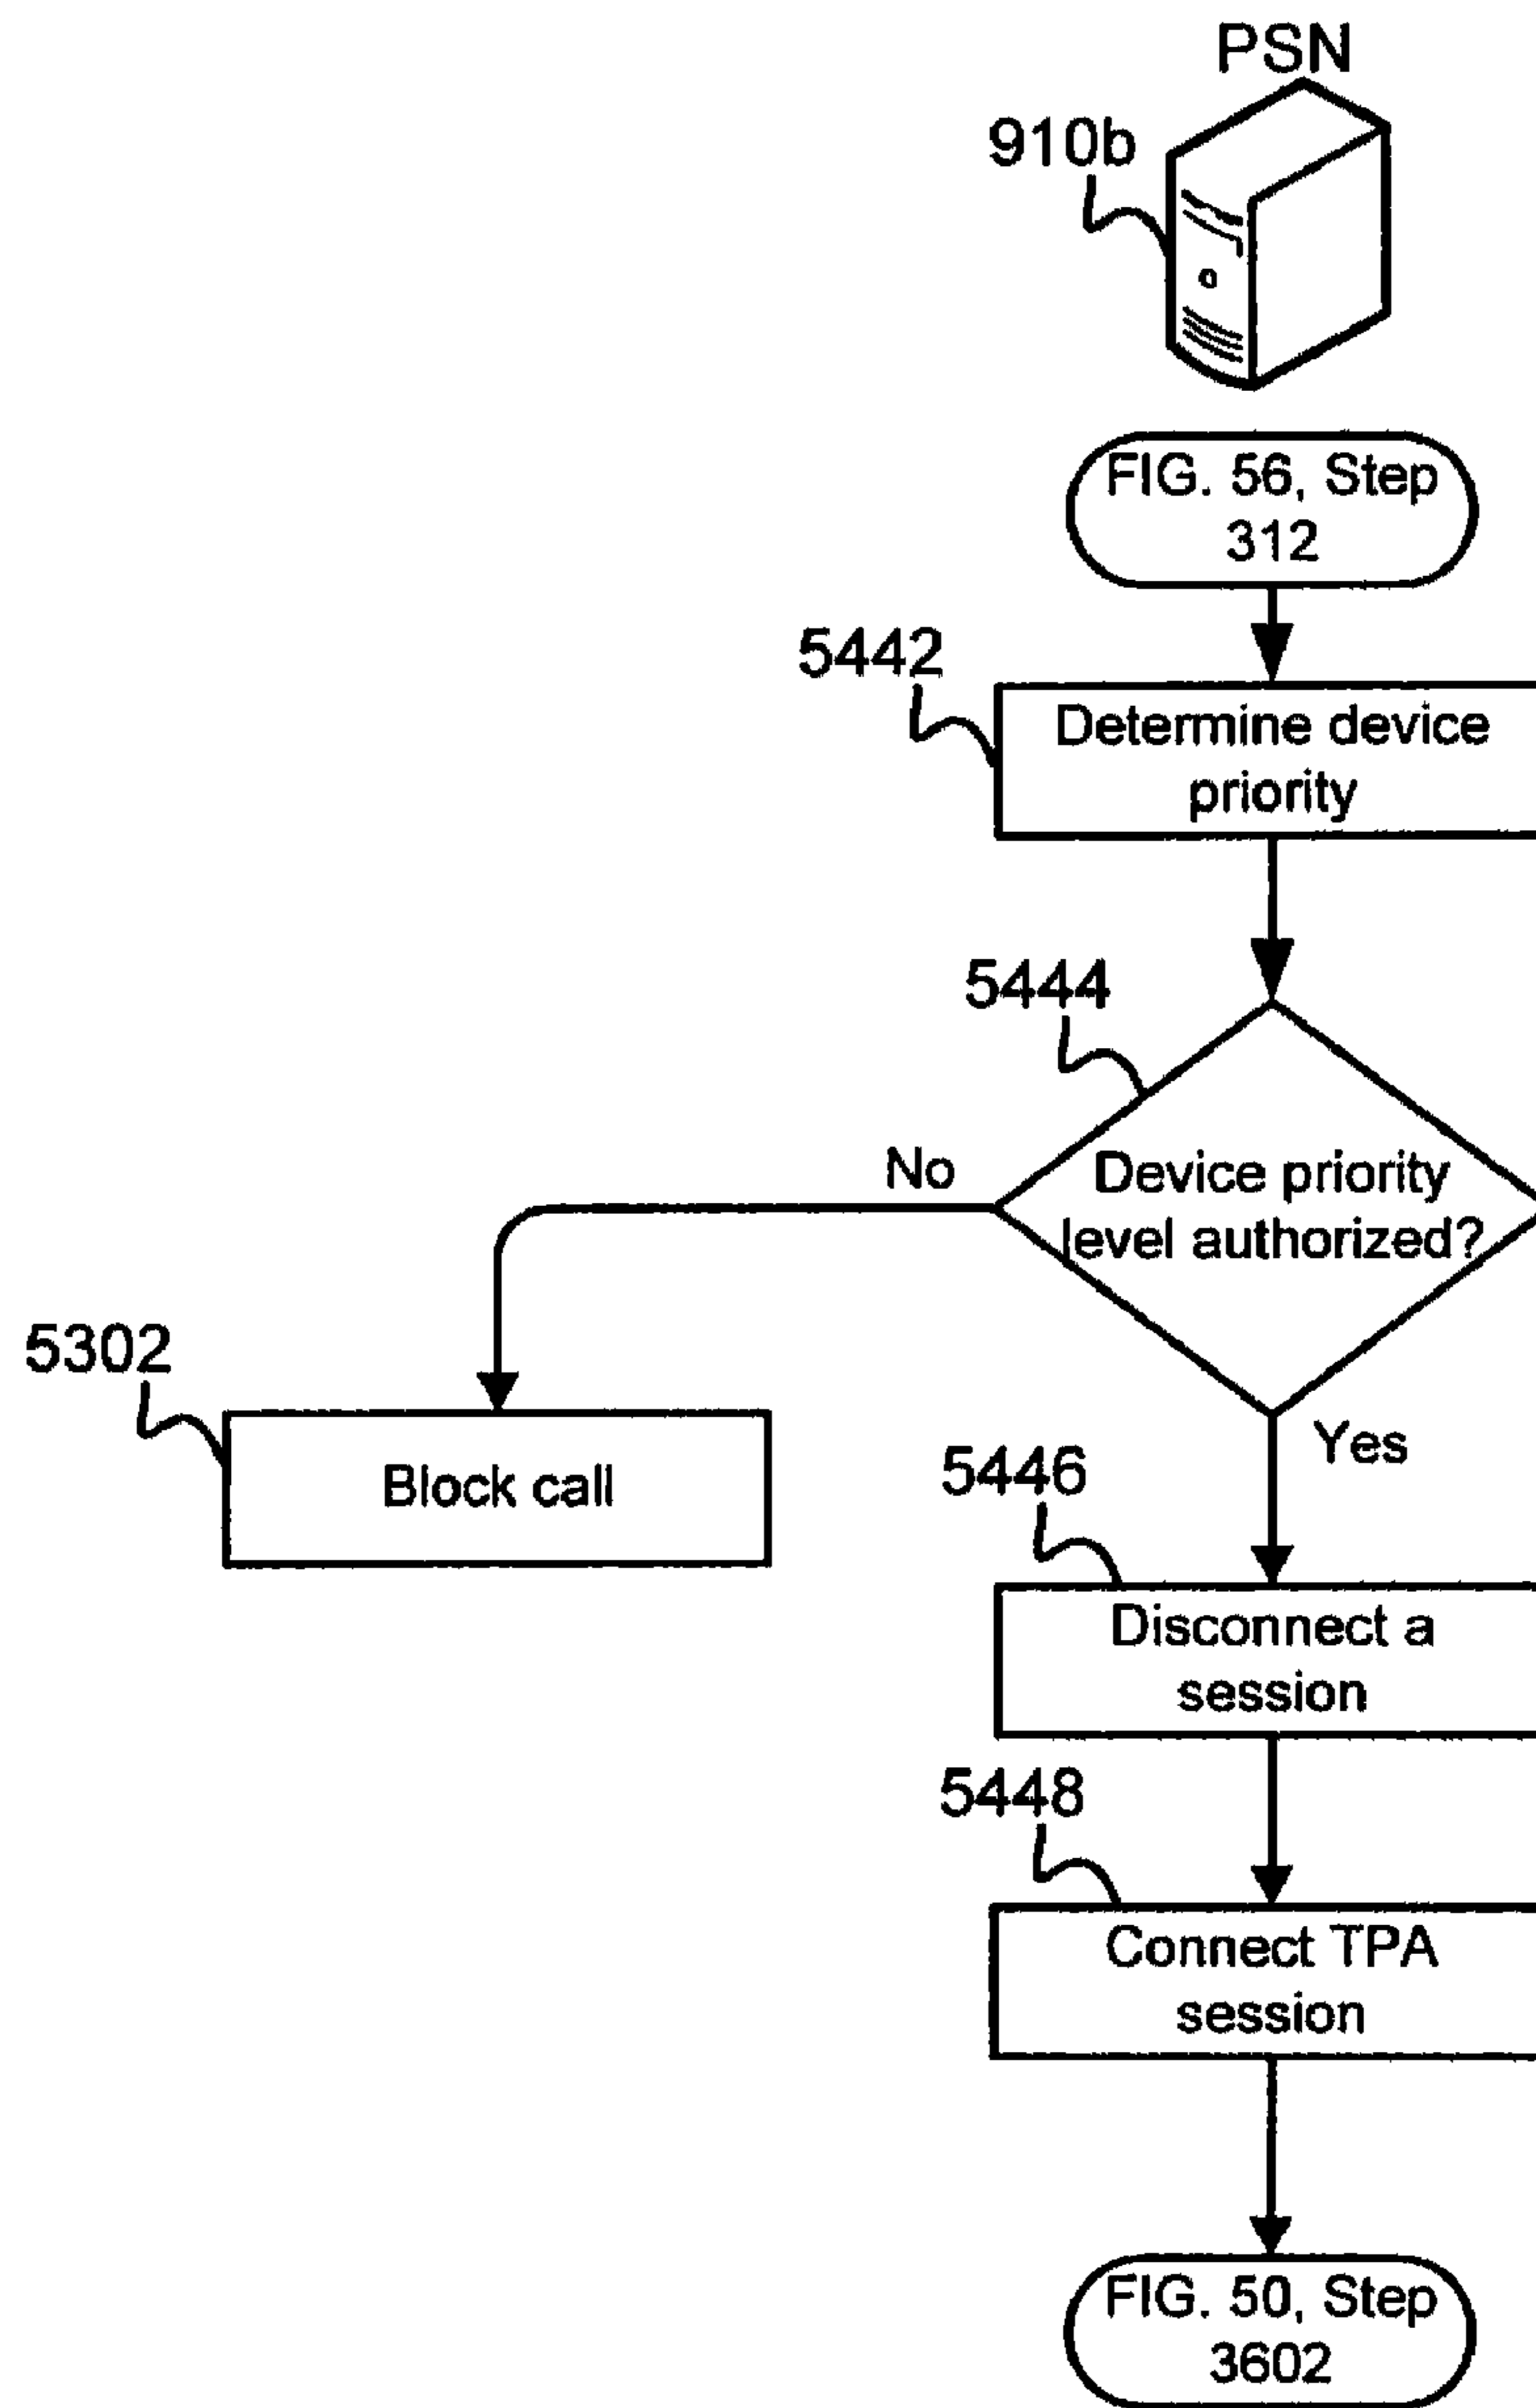 PSN
910b
FIG. 56, Step
312
5442
Determine device
priority
5444
No
Device priority
level authorized?
Yes
5302
Block call
5446
Disconnect a
session
5448
Connect TPA
session
FIG. 50, Step
3602